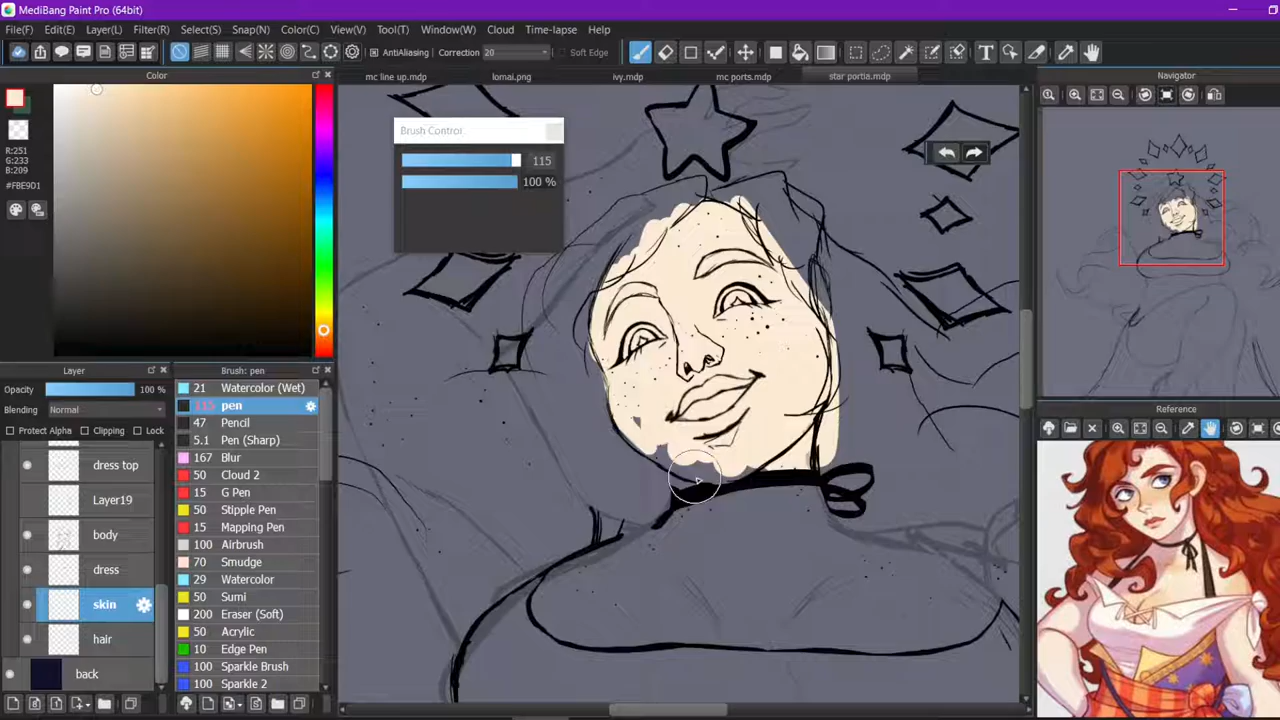 MediBang Paint Pro (64bit)
File(F) Edit(E) Layer(L) Filter(R) Select(S) Snap(N) Color(C) View(V) Tool(T) Window(W) Cloud Time-lapse Help
AntiAliasing Correction 20 Soft Edge
Color
mc line up.mdp lomai.png ivy.mdp mc ports.mdp star portia.mdp
Navigator
Brush Control
115
100 %
R:251
G:233
B:209
#FBE901
Layer
Opacity 100 %
Blending Normal
Protect Alpha Clipping Lock
dress top
Layer19
body
dress
skin
hair
back
Brush: pen
21 Watercolor (Wet)
115 pen
47 Pencil
5.1 Pen (Sharp)
167 Blur
50 Cloud 2
15 G Pen
50 Stipple Pen
15 Mapping Pen
100 Airbrush
70 Smudge
29 Watercolor
50 Sumi
200 Eraser (Soft)
50 Acrylic
10 Edge Pen
100 Sparkle Brush
100 Sparkle 2
Reference